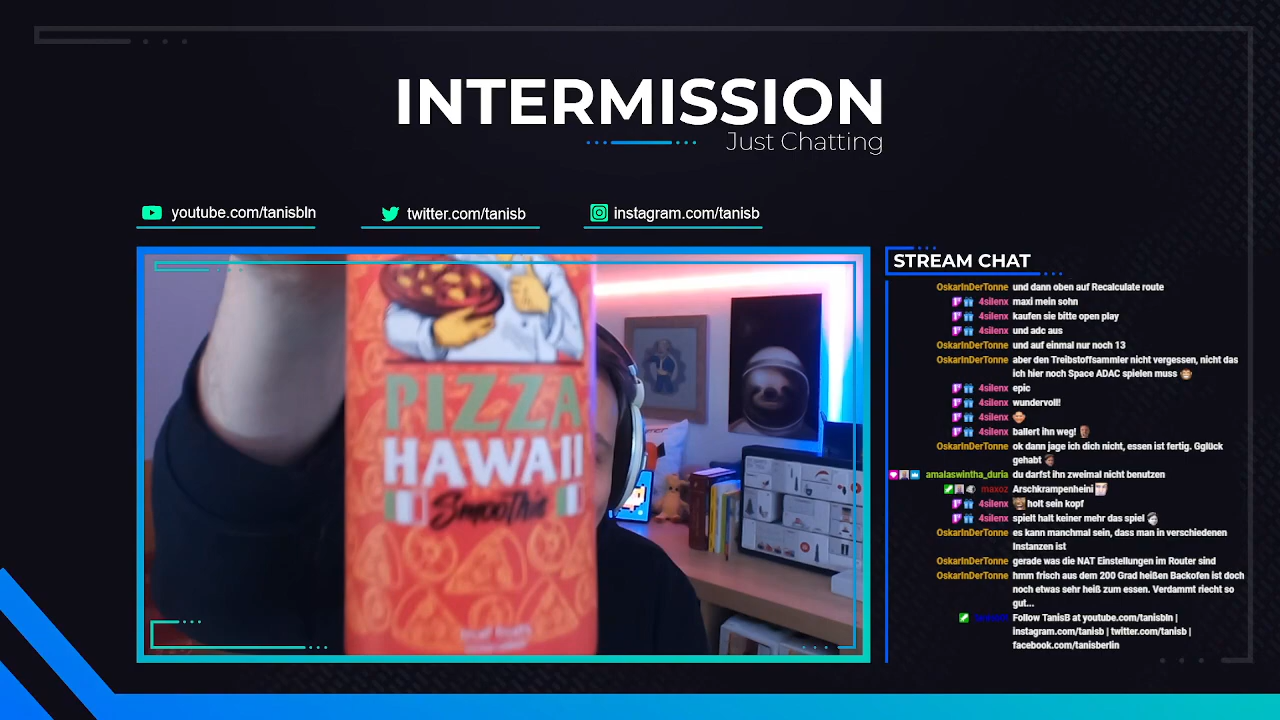 INTERMISSION
Just Chatting
youtube.com/tanisbln
twitter.com/tanisb
instagram.com/tanisb
PIZZA
HAWAII
Smoothie
STREAM CHAT
OskarInDerTonne und dann oben auf Recalculate route
4silenx maxi mein sohn
4silenx kaufen sie bitte open play
4silenx und adc aus
OskarInDerTonne und auf einmal nur noch 13
OskarInDerTonne aber den Treibstoffsammler nicht vergessen, nicht das
ich hier noch Space ADAC spielen muss
4silenx epic
4silenx wundervoll!
4silenx
4silenx ballert ihn weg!
OskarInDerTonne ok dann jage ich dich nicht, essen ist fertig. Gglück
gehabt
amalaswintha_duria du darfst ihn zweimal nicht benutzen
maxoz Arschkrampenheini
4silenx holt sein kopf
4silenx spielt halt keiner mehr das spiel
OskarInDerTonne es kann manchmal sein, dass man in verschiedenen
Instanzen ist
OskarInDerTonne gerade was die NAT Einstellungen im Router sind
OskarInDerTonne hmm frisch aus dem 200 Grad heißen Backofen ist doch
noch etwas sehr heiß zum essen. Verdammt riecht so
gut...
Follow TanisB at youtube.com/tanisbln |
instagram.com/tanisb | twitter.com/tanisb |
facebook.com/tanisberlin